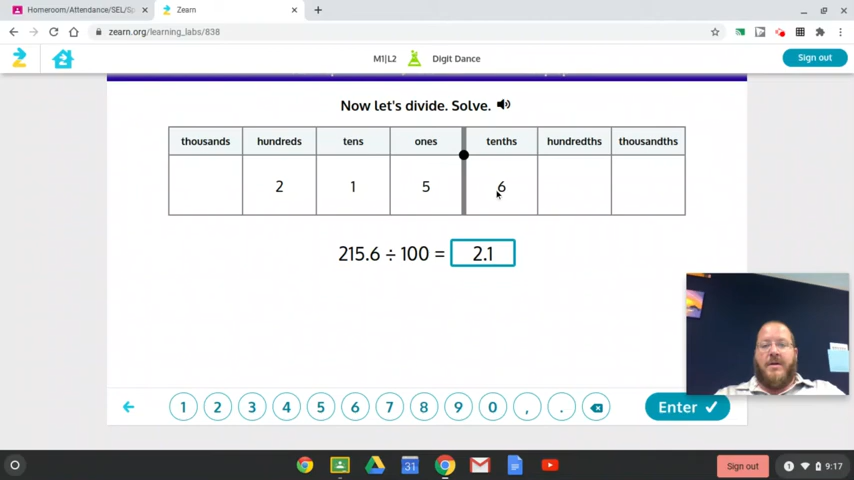 Homeroom/Attendance/SEL/Sp
Zearn
zearn.org/learning_labs/838
M1|L2 Digit Dance
Sign out
Now let's divide. Solve.
thousands hundreds tens ones tenths hundredths thousandths
2 1 5 6
215.6 ÷ 100 = 2.1
1 2 3 4 5 6 7 8 9 0 , . Enter
31
Sign out
1 9:17